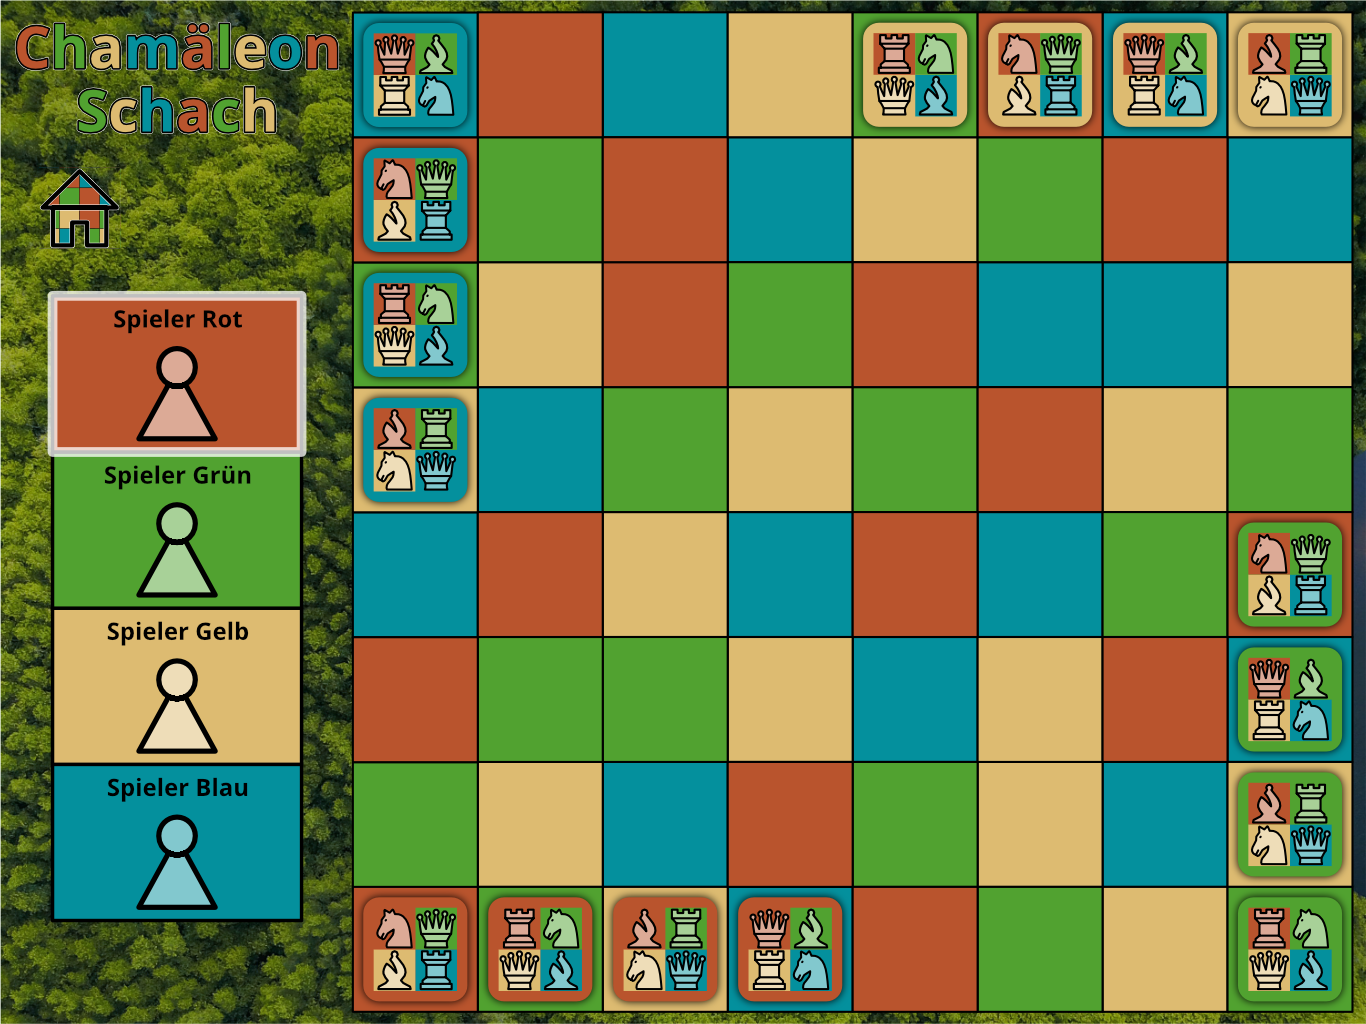 Chamäleon
Schach
Spieler Rot
Spieler Grün
Spieler Gelb
Spieler Blau